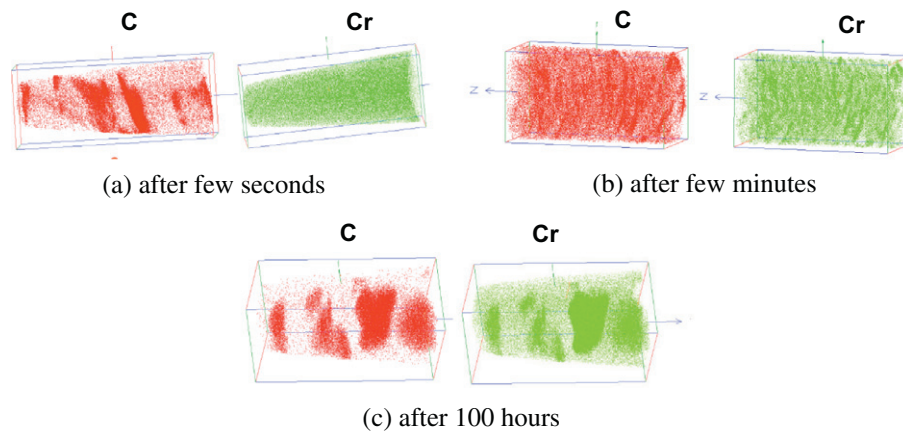 C Cr C Cr
Z Z
(a) after few seconds (b) after few minutes
C Cr
(c) after 100 hours